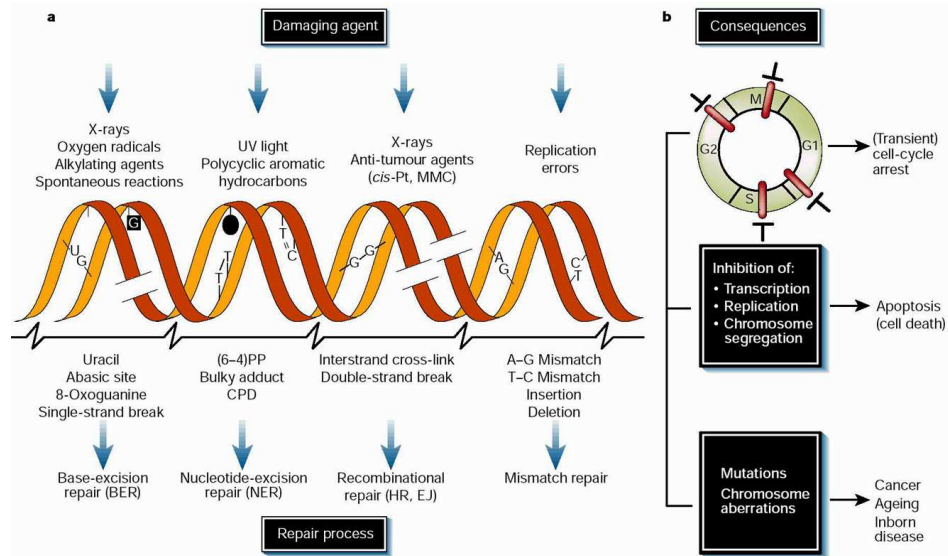 a
Damaging agent
X-rays
Oxygen radicals
Alkylating agents
Spontaneous reactions
UV light
Polycyclic aromatic
hydrocarbons
X-rays
Anti-tumour agents
(cis-Pt, MMC)
Replication
errors
U
G
G
T
T
T
T
C
G
G
A
G
C
T
Uracil
Abasic site
8-Oxoguanine
Single-strand break
(6–4)PP
Bulky adduct
CPD
Interstrand cross-link
Double-strand break
A–G Mismatch
T–C Mismatch
Insertion
Deletion
Base-excision
repair (BER)
Nucleotide-excision
repair (NER)
Recombinational
repair (HR, EJ)
Mismatch repair
Repair process
b
Consequences
M
G1
S
G2
(Transient)
cell-cycle
arrest
Inhibition of:
• Transcription
• Replication
• Chromosome
segregation
Apoptosis
(cell death)
Mutations
Chromosome
aberrations
Cancer
Ageing
Inborn
disease